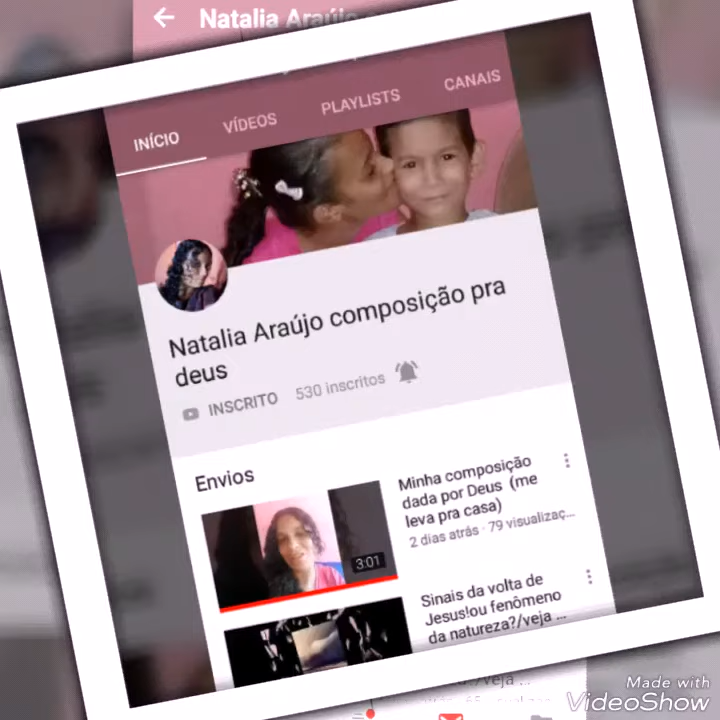 Natalia Araújo
INÍCIO
VÍDEOS
PLAYLISTS
CANAIS
Natalia Araújo composição pra
deus
INSCRITO
530 inscritos
Envios
Minha composição
dada por Deus (me
leva pra casa)
2 dias atrás · 79 visualizaç...
3:01
Sinais da volta de
Jesus!ou fenômeno
da natureza?/veja ...
Made with
VideoShow